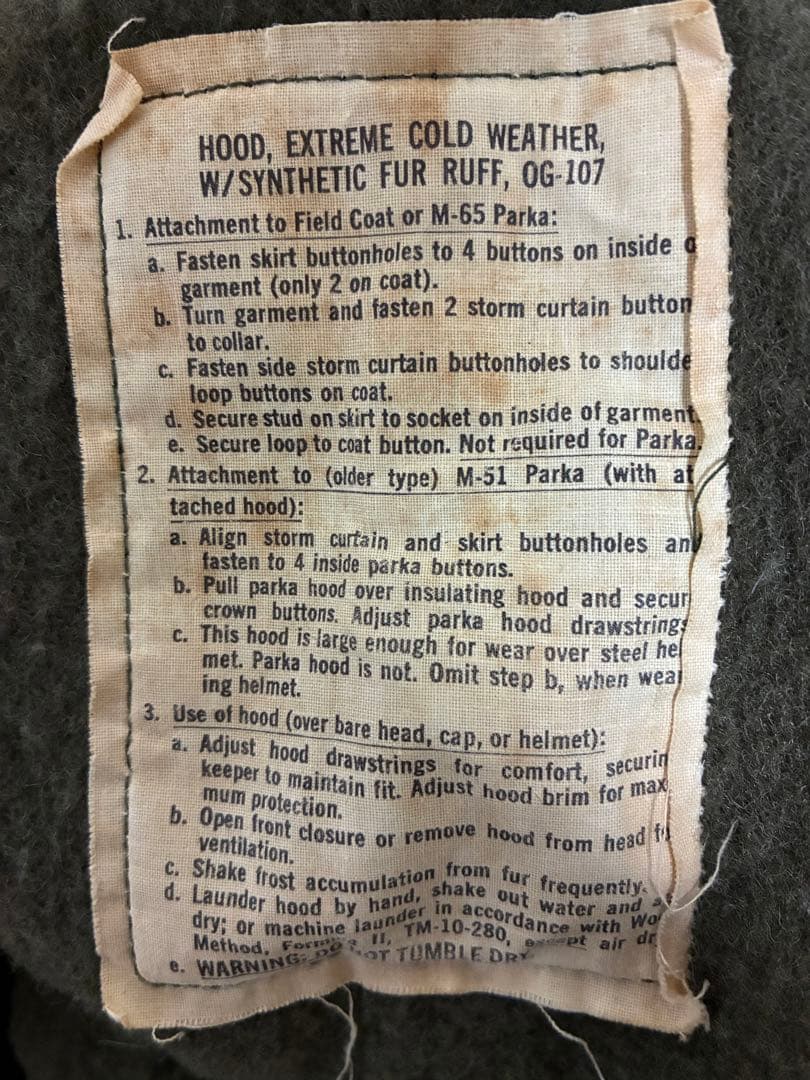 HOOD, EXTREME COLD WEATHER,
W/SYNTHETIC FUR RUFF, OG-107
1. Attachment to Field Coat or M-65 Parka:
a. Fasten skirt buttonholes to 4 buttons on inside o
garment (only 2 on coat).
b. Turn garment and fasten 2 storm curtain button
to collar.
c. Fasten side storm curtain buttonholes to shoulde
loop buttons on coat.
d. Secure stud on skirt to socket on inside of garment.
e. Secure loop to coat button. Not required for Parka.
2. Attachment to (older type) M-51 Parka (with at
tached hood):
a. Align storm curtain and skirt buttonholes and
fasten to 4 inside parka buttons.
b. Pull parka hood over insulating hood and secur
crown buttons. Adjust parka hood drawstrings
c. This hood is large enough for wear over steel hel
met. Parka hood is not. Omit step b, when wear
ing helmet.
3. Use of hood (over bare head, cap, or helmet):
a. Adjust hood drawstrings for comfort, securin
keeper to maintain fit. Adjust hood brim for max
mum protection.
b. Open front closure or remove hood from head fo
ventilation.
c. Shake frost accumulation from fur frequently.
d. Launder hood by hand, shake out water and
dry; or machine launder in accordance with Woo
Method, II, TM-10-280, except air dr
e. WARNING: DO NOT TUMBLE DRY